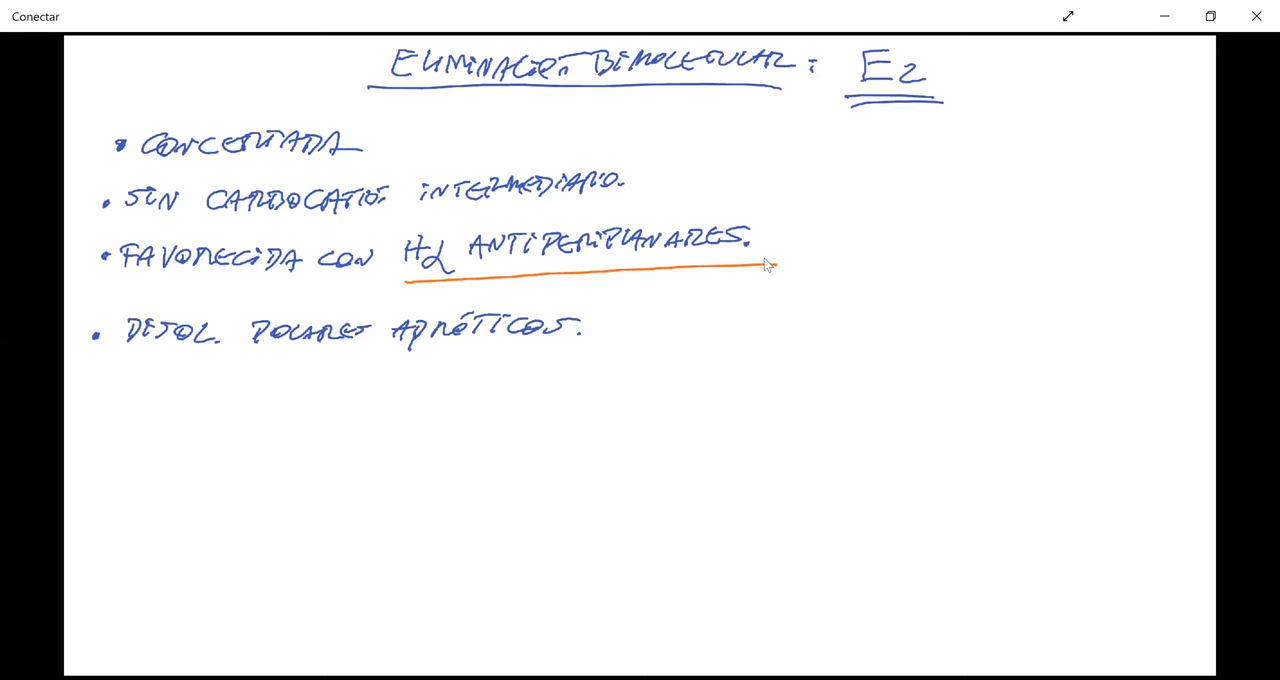 Conectar
ELIMINACIÓN BIMOLECULAR: E2
• CONCERTADA
• SIN CARBOCATIÓN INTERMEDIARIO.
• FAVORECIDA CON Hα ANTIPERIPLANARES.
• DISOL. POLARES APRÓTICOS.